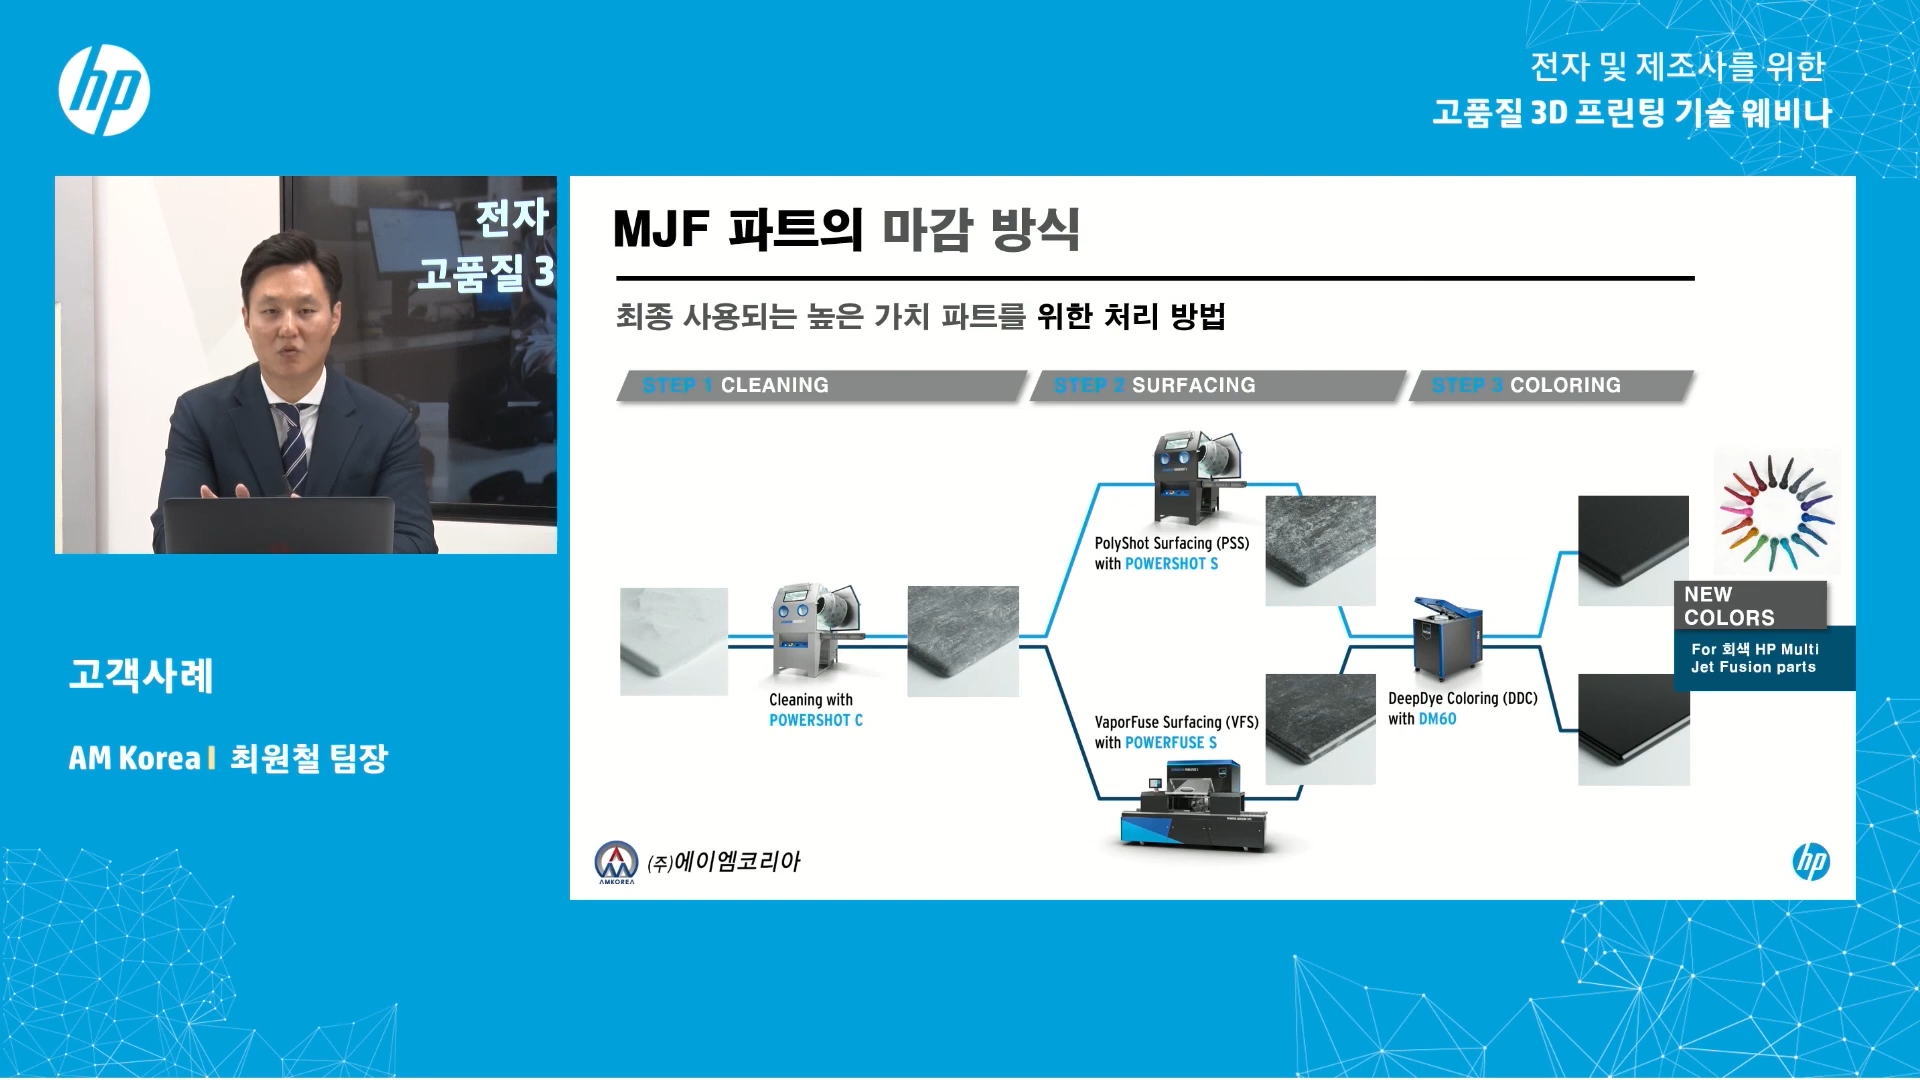 hp
전자 및 제조사를 위한
고품질 3D 프린팅 기술 웨비나
전자
고품질 3
MJF 파트의 마감 방식
최종 사용되는 높은 가치 파트를 위한 처리 방법
STEP 1 CLEANING
STEP 2 SURFACING
STEP 3 COLORING
PolyShot Surfacing (PSS)
with POWERSHOT S
Cleaning with
POWERSHOT C
VaporFuse Surfacing (VFS)
with POWERFUSE S
DeepDye Coloring (DDC)
with DM60
NEW
COLORS
For 회색 HP Multi
Jet Fusion parts
고객사례
AM Korea I 최원철 팀장
AMKOREA
(주)에이엠코리아
hp